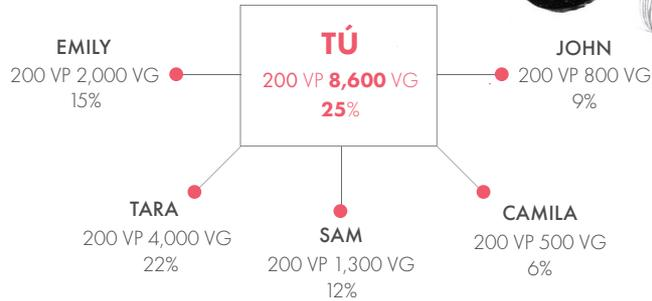 TÚ
200 VP 8,600 VG
25%
EMILY
200 VP 2,000 VG
15%
JOHN
200 VP 800 VG
9%
TARA
200 VP 4,000 VG
22%
SAM
200 VP 1,300 VG
12%
CAMILA
200 VP 500 VG
6%